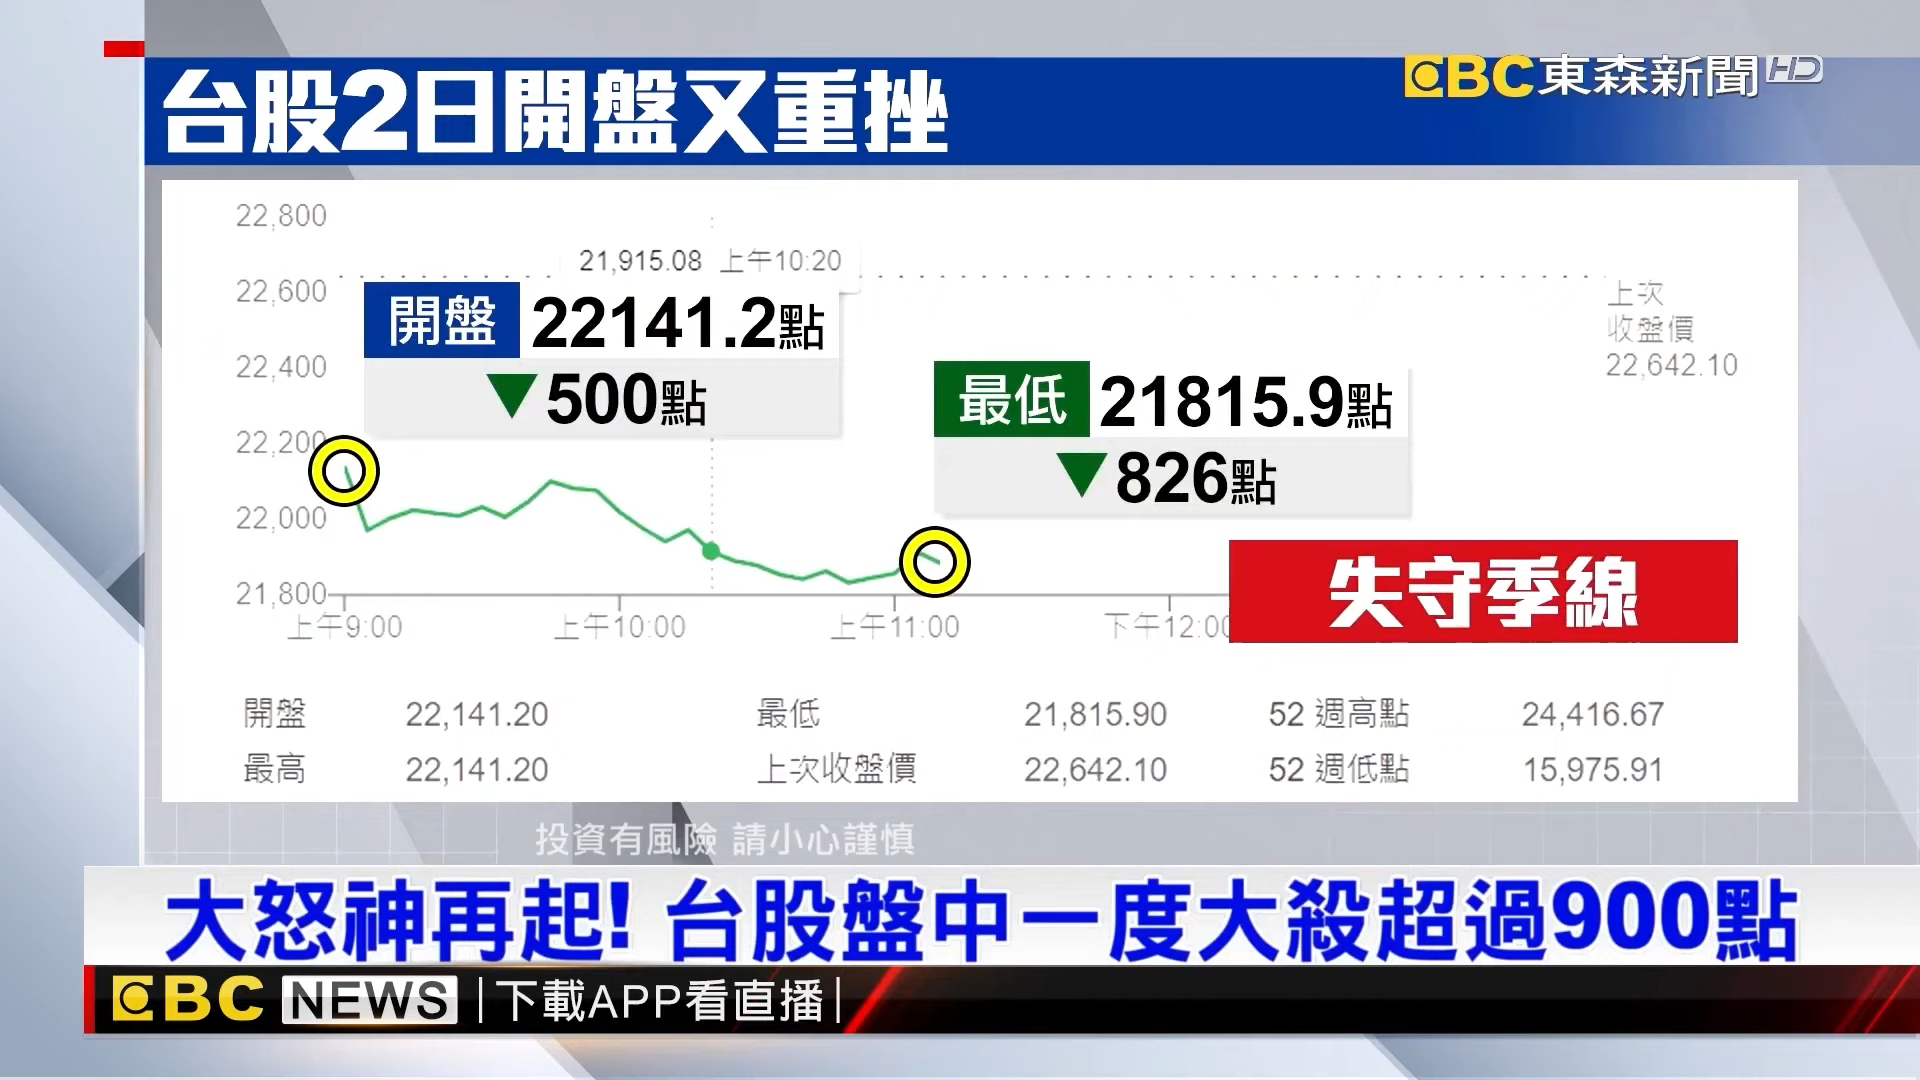 台股2日開盤又重挫
EBC東森新聞HD
22,800
21,915.08 上午10:20
22,600
上次
收盤價
22,642.10
開盤 22141.2點
▼500點
22,400
最低 21815.9點
▼826點
22,200
22,000
失守季線
21,800
上午9:00 上午10:00 上午11:00 下午12:00
開盤 22,141.20 最低 21,815.90 52 週高點 24,416.67
最高 22,141.20 上次收盤價 22,642.10 52 週低點 15,975.91
投資有風險 請小心謹慎
大怒神再起! 台股盤中一度大殺超過900點
EBC NEWS |下載APP看直播|